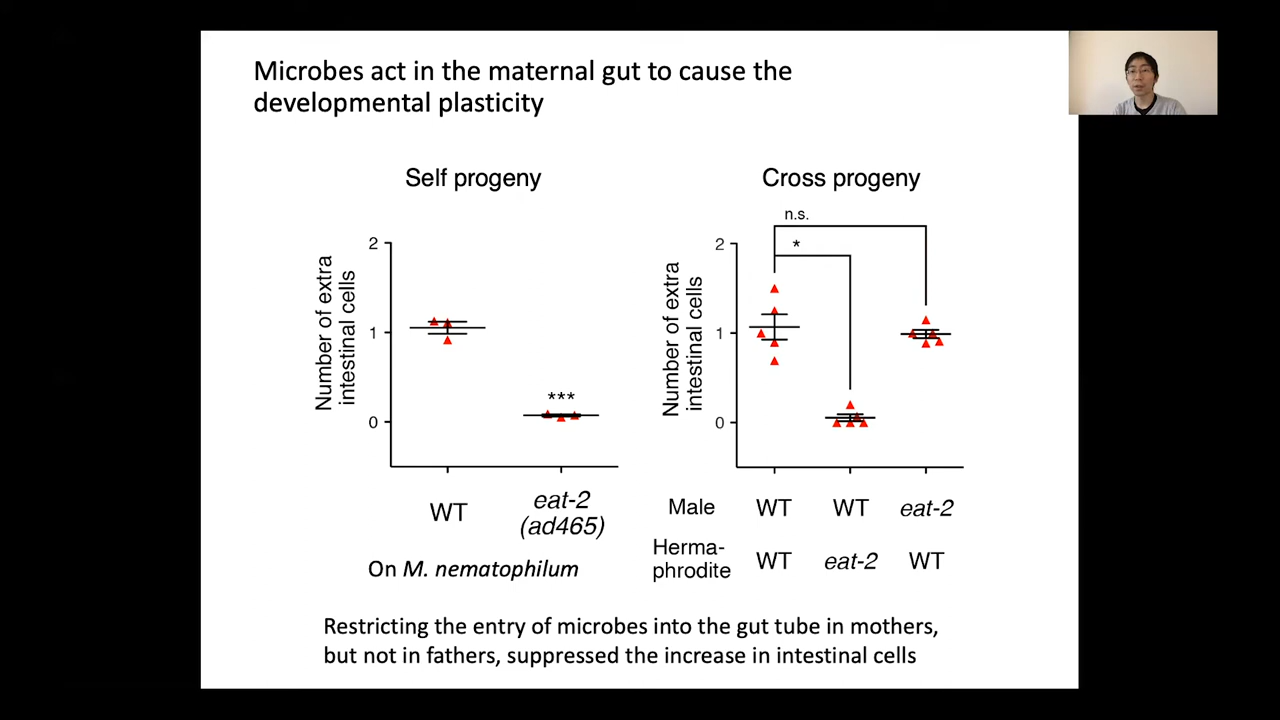 Microbes act in the maternal gut to cause the
developmental plasticity
Self progeny
Number of extra
intestinal cells
2
1
0
***
WT
eat-2
(ad465)
On M. nematophilum
Cross progeny
n.s.
*
Number of extra
intestinal cells
2
1
0
Male WT WT eat-2
Herma-
phrodite WT eat-2 WT
Restricting the entry of microbes into the gut tube in mothers,
but not in fathers, suppressed the increase in intestinal cells